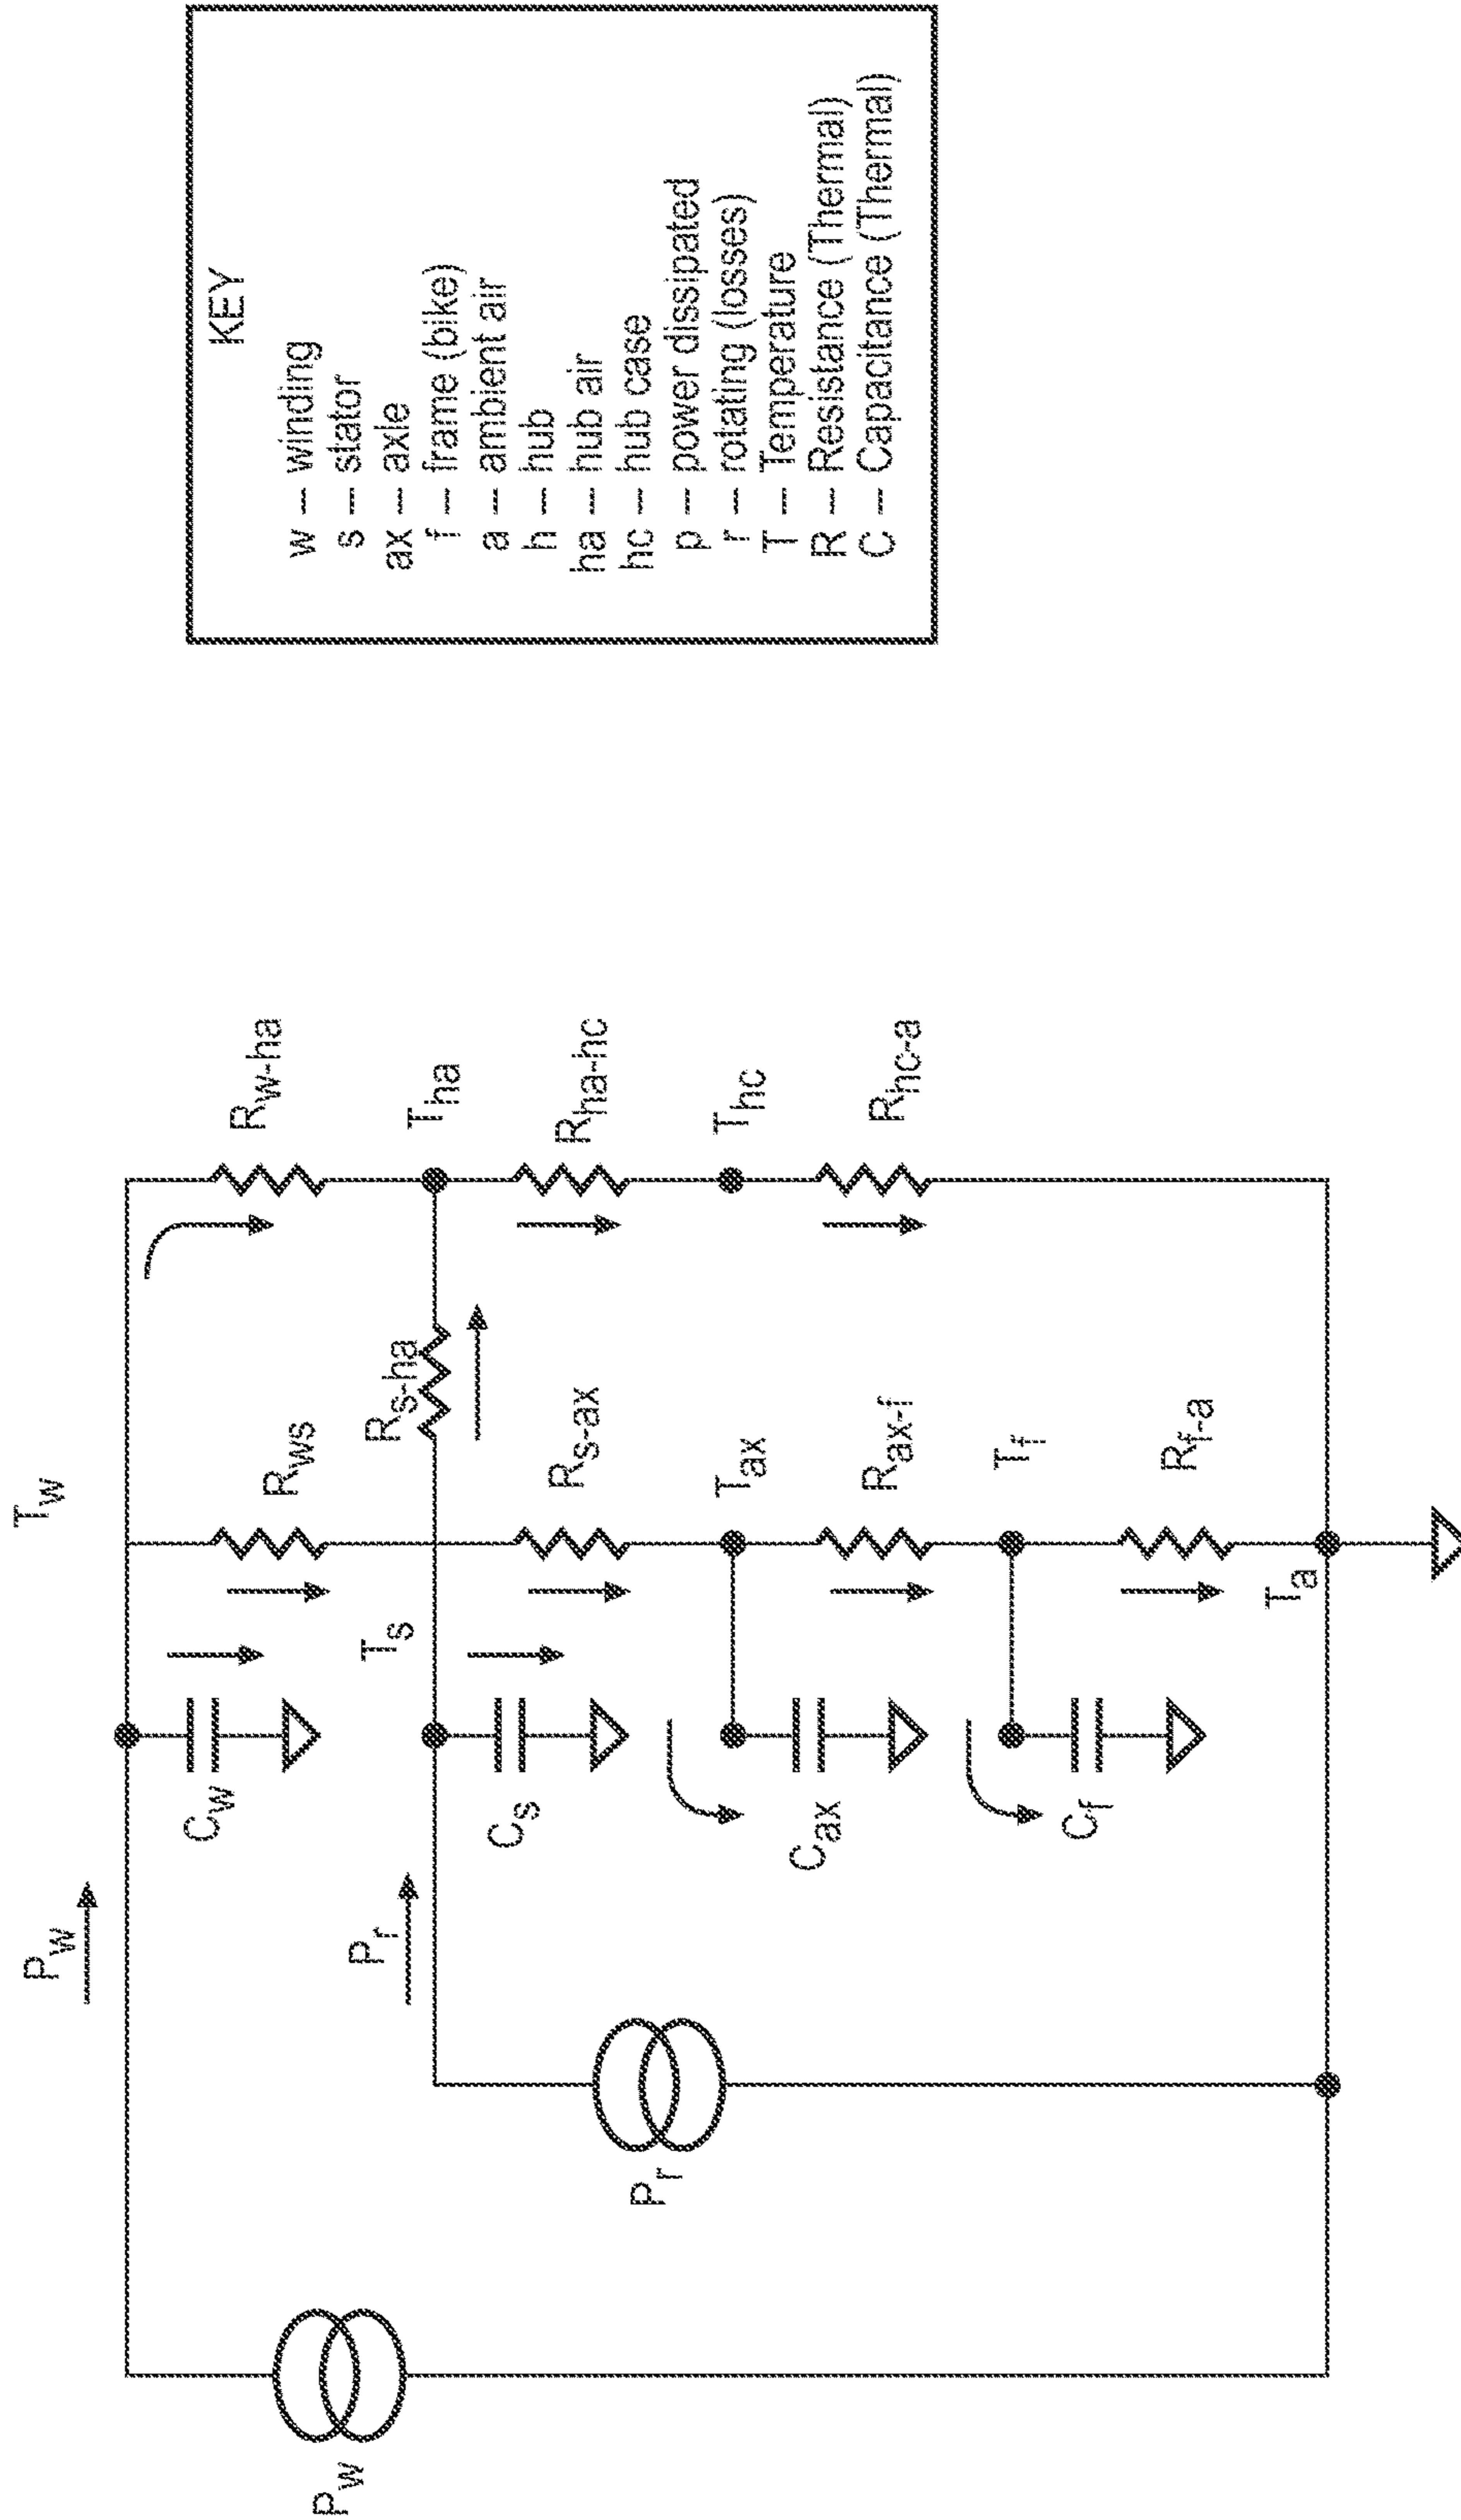 T_w
P_w
R_w-ha
C_w
R_ws
P_w
P_r
T_s
R_s-ha
T_ha
C_s
R_s-ax
R_ha-hc
P_r
T_ax
T_hc
C_ax
R_ax-f
R_hc-a
T_f
C_f
R_f-a
T_a
KEY
w -- winding
s -- stator
ax -- axle
f -- frame (bike)
a -- ambient air
h -- hub
ha -- hub air
hc -- hub case
p -- power dissipated
r -- rotating (losses)
T -- Temperature
R -- Resistance (Thermal)
C -- Capacitance (Thermal)